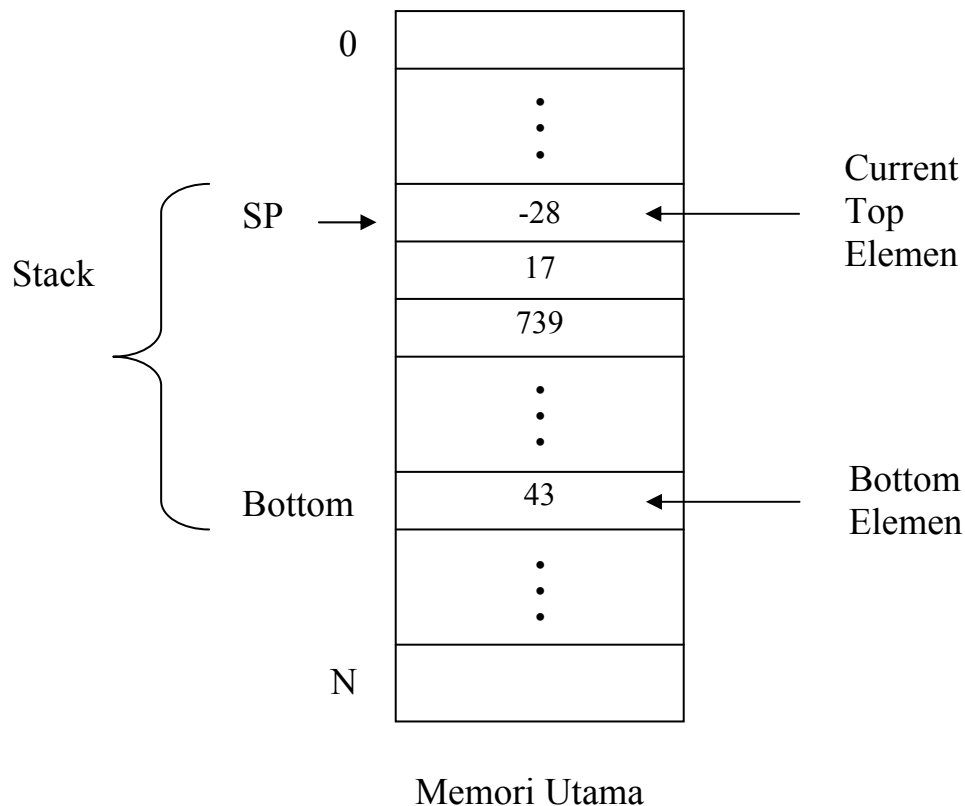 0
Current
Top
Elemen
SP
-28
Stack
17
739
Bottom
43
Bottom
Elemen
N
Memori Utama